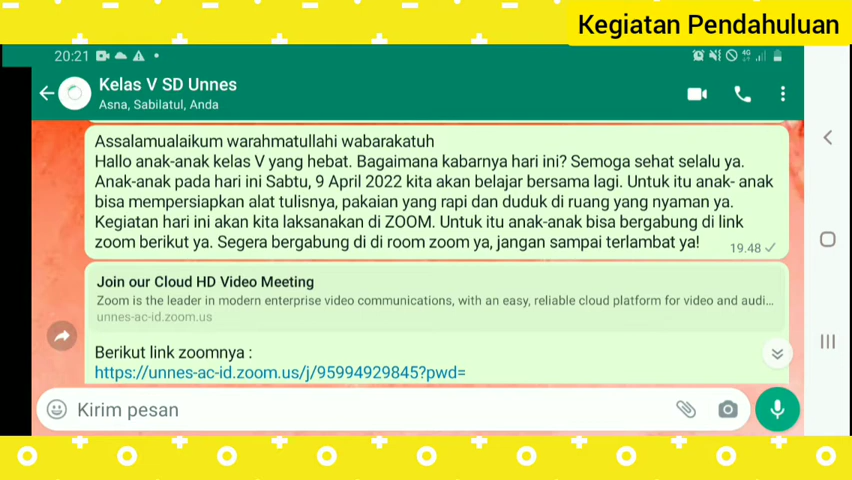 Kegiatan Pendahuluan
20:21
4G
Kelas V SD Unnes
Asna, Sabilatul, Anda
Assalamualaikum warahmatullahi wabarakatuh
Hallo anak-anak kelas V yang hebat. Bagaimana kabarnya hari ini? Semoga sehat selalu ya.
Anak-anak pada hari ini Sabtu, 9 April 2022 kita akan belajar bersama lagi. Untuk itu anak- anak
bisa mempersiapkan alat tulisnya, pakaian yang rapi dan duduk di ruang yang nyaman ya.
Kegiatan hari ini akan kita laksanakan di ZOOM. Untuk itu anak-anak bisa bergabung di link
zoom berikut ya. Segera bergabung di di room zoom ya, jangan sampai terlambat ya!
19.48
Join our Cloud HD Video Meeting
Zoom is the leader in modern enterprise video communications, with an easy, reliable cloud platform for video and audi...
unnes-ac-id.zoom.us
Berikut link zoomnya :
https://unnes-ac-id.zoom.us/j/95994929845?pwd=
Kirim pesan